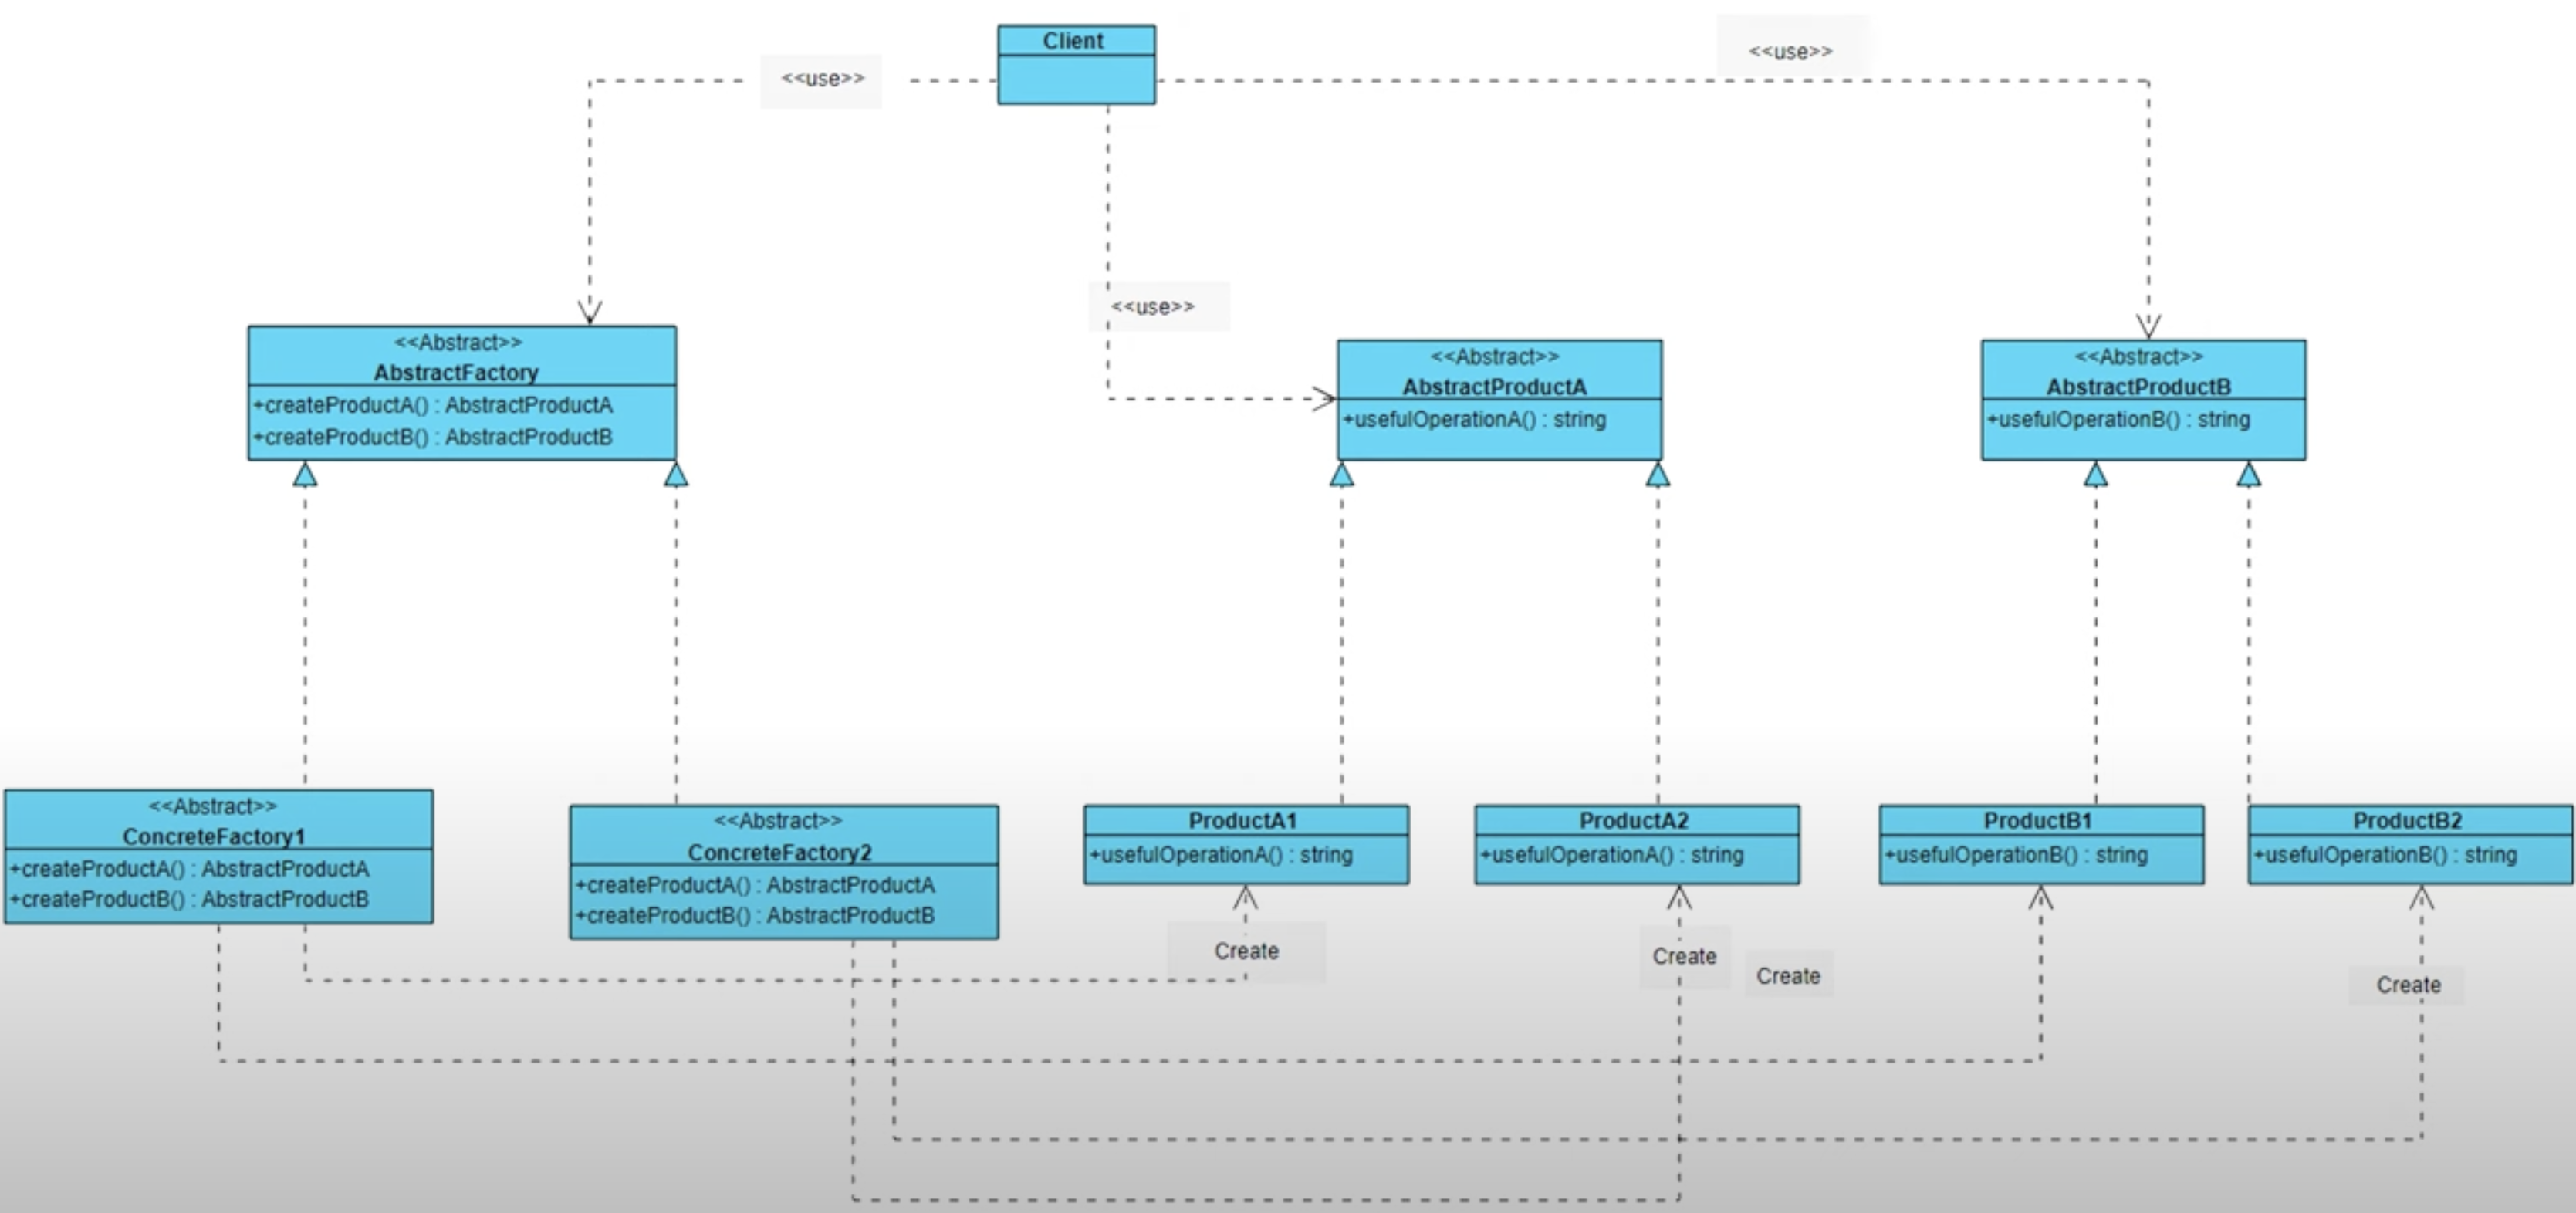 Client
<<use>>
<<use>>
<<use>>
<<Abstract>>
AbstractFactory
+createProductA() : AbstractProductA
+createProductB() : AbstractProductB
<<Abstract>>
AbstractProductA
+usefulOperationA() : string
<<Abstract>>
AbstractProductB
+usefulOperationB() : string
<<Abstract>>
ConcreteFactory1
+createProductA() : AbstractProductA
+createProductB() : AbstractProductB
<<Abstract>>
ConcreteFactory2
+createProductA() : AbstractProductA
+createProductB() : AbstractProductB
ProductA1
+usefulOperationA() : string
ProductA2
+usefulOperationA() : string
ProductB1
+usefulOperationB() : string
ProductB2
+usefulOperationB() : string
Create
Create
Create
Create